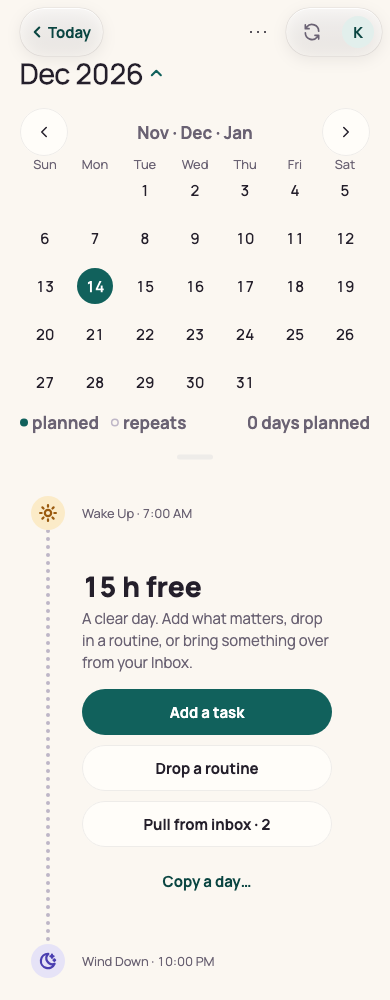 Today
...
K
Dec 2026
Nov · Dec · Jan
Sun Mon Tue Wed Thu Fri Sat
1 2 3 4 5
6 7 8 9 10 11 12
13 14 15 16 17 18 19
20 21 22 23 24 25 26
27 28 29 30 31
planned repeats 0 days planned
Wake Up · 7:00 AM
15 h free
A clear day. Add what matters, drop
in a routine, or bring something over
from your Inbox.
Add a task
Drop a routine
Pull from inbox · 2
Copy a day...
Wind Down · 10:00 PM